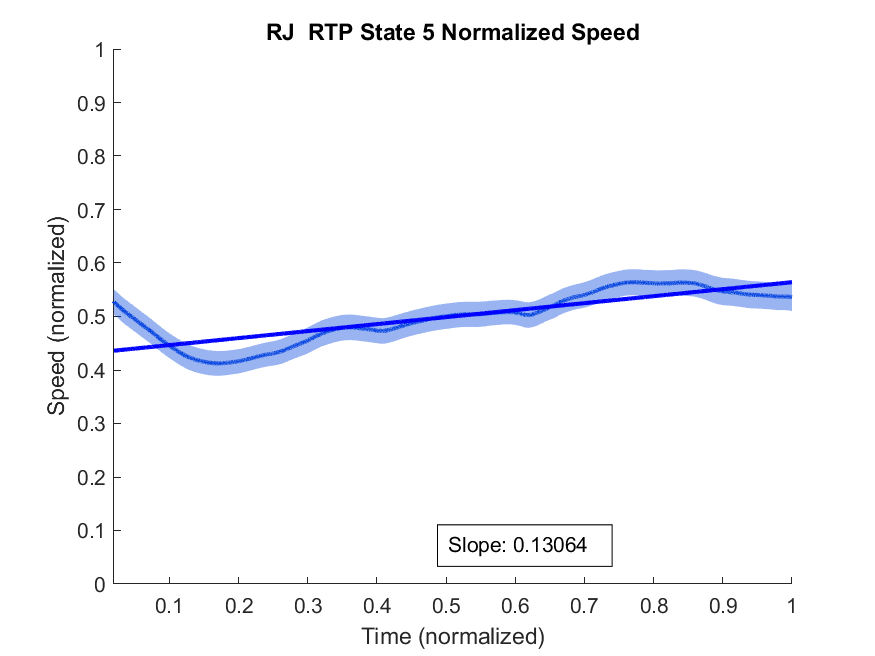 RJ  RTP State 5 Normalized Speed
1
0.9
0.8
0.7
0.6
0.5
0.4
0.3
0.2
0.1
0
Speed (normalized)
Slope: 0.13064
0.1 0.2 0.3 0.4 0.5 0.6 0.7 0.8 0.9 1
Time (normalized)